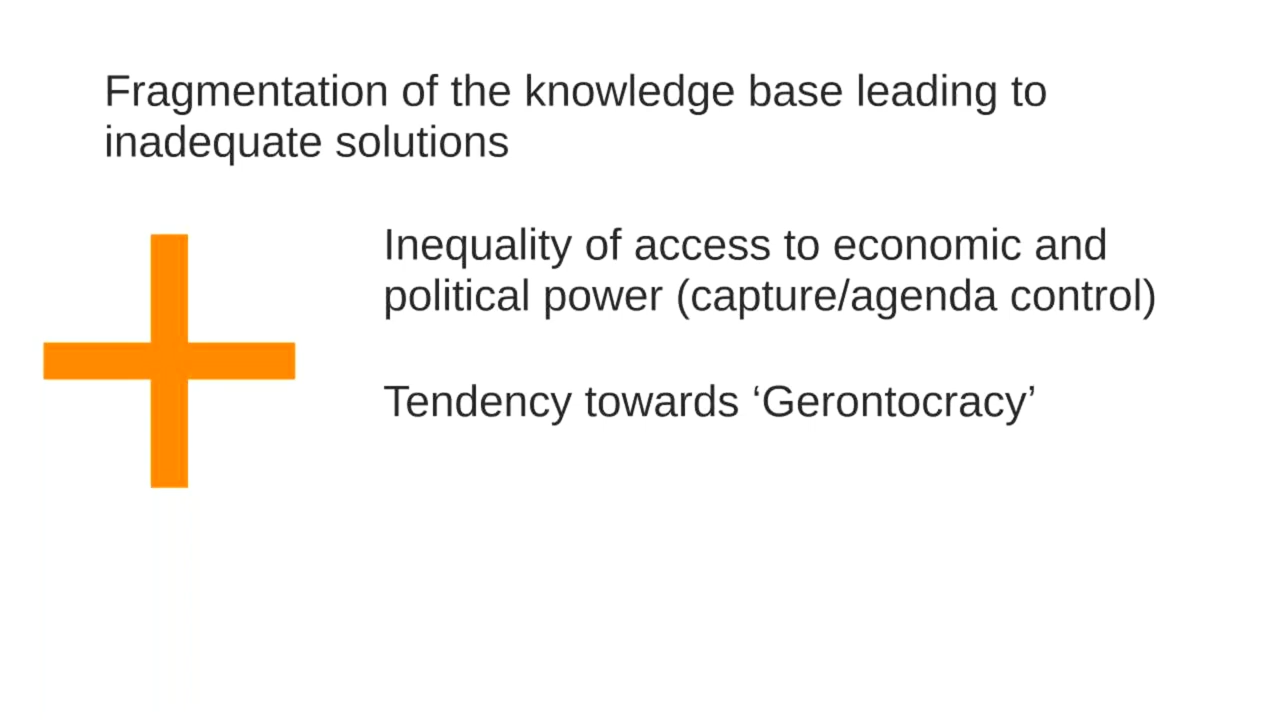 Fragmentation of the knowledge base leading to
inadequate solutions
Inequality of access to economic and
political power (capture/agenda control)
Tendency towards ‘Gerontocracy’